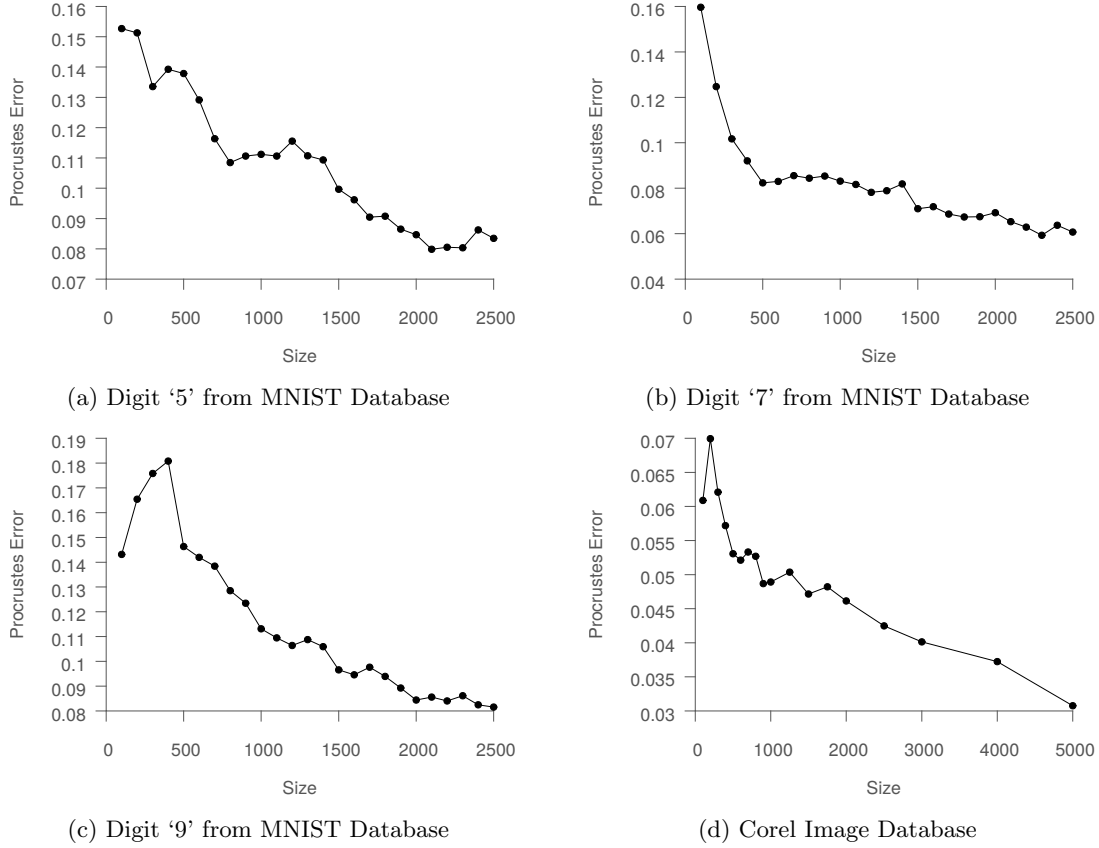 0.16
0.15
0.14
0.13
0.12
0.11
0.1
0.09
0.08
0.07
Procrustes Error
0 500 1000 1500 2000 2500
Size
(a) Digit ‘5’ from MNIST Database
0.16
0.14
0.12
0.1
0.08
0.06
0.04
Procrustes Error
0 500 1000 1500 2000 2500
Size
(b) Digit ‘7’ from MNIST Database
0.19
0.18
0.17
0.16
0.15
0.14
0.13
0.12
0.11
0.1
0.09
0.08
Procrustes Error
0 500 1000 1500 2000 2500
Size
(c) Digit ‘9’ from MNIST Database
0.07
0.065
0.06
0.055
0.05
0.045
0.04
0.035
0.03
Procrustes Error
0 1000 2000 3000 4000 5000
Size
(d) Corel Image Database